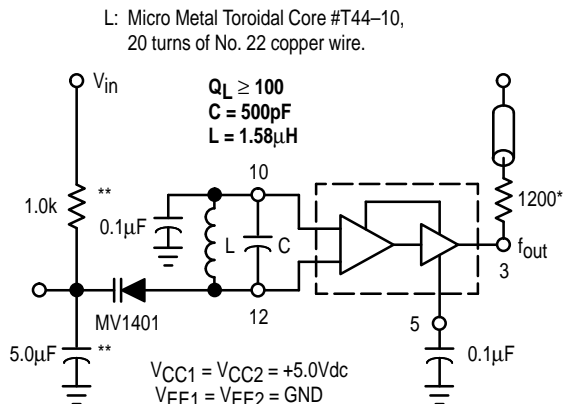 L: Micro Metal Toroidal Core #T44–10,
20 turns of No. 22 copper wire.
Vin
QL ≥ 100
C = 500pF
L = 1.58μH
10
**
1.0k
0.1μF
L
C
1200*
fout
3
MV1401
12
5
5.0μF
**
0.1μF
VCC1 = VCC2 = +5.0Vdc
VEE1 = VEE2 = GND